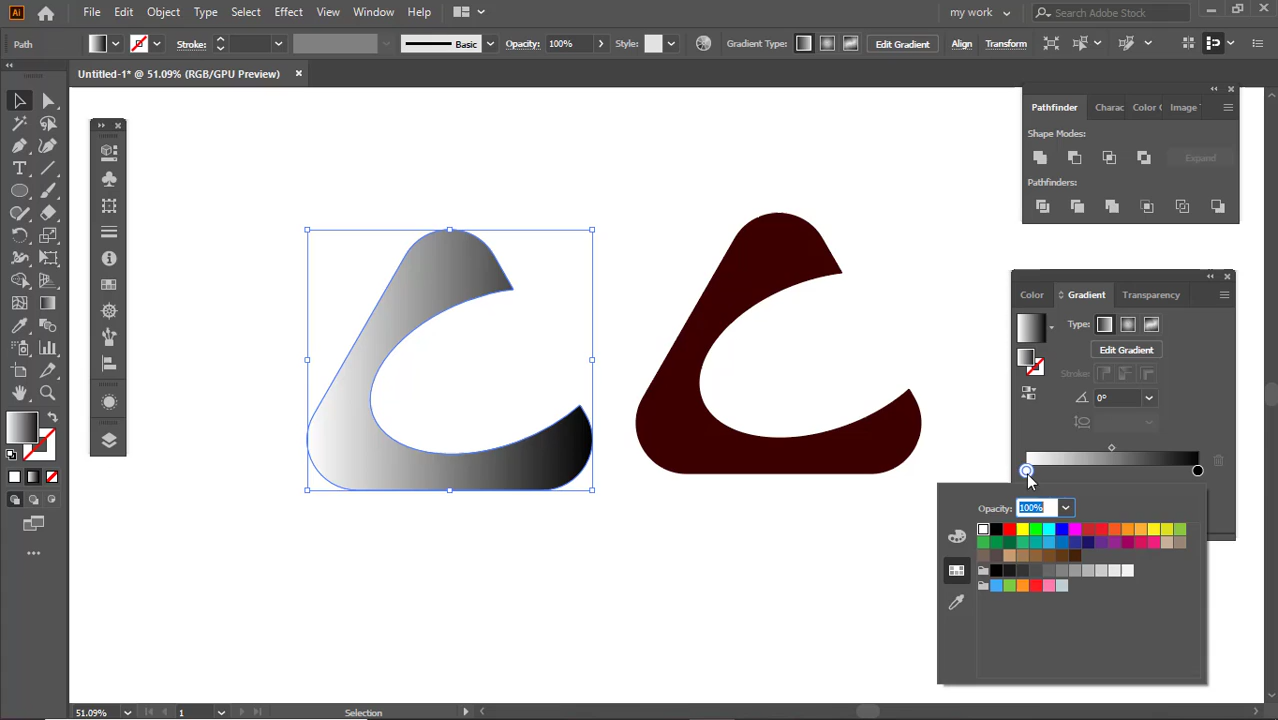 Ai File Edit Object Type Select Effect View Window Help my work Search Adobe Stock
Path Stroke: Basic Opacity: 100% Style: Gradient Type: Edit Gradient Align Transform
Untitled-1* @ 51.09% (RGB/GPU Preview)
Pathfinder Charac Color Image
Shape Modes:
Expand
Pathfinders:
Color Gradient Transparency
Type:
Edit Gradient
Stroke:
0°
Opacity: 100%
51.09% 1 Selection